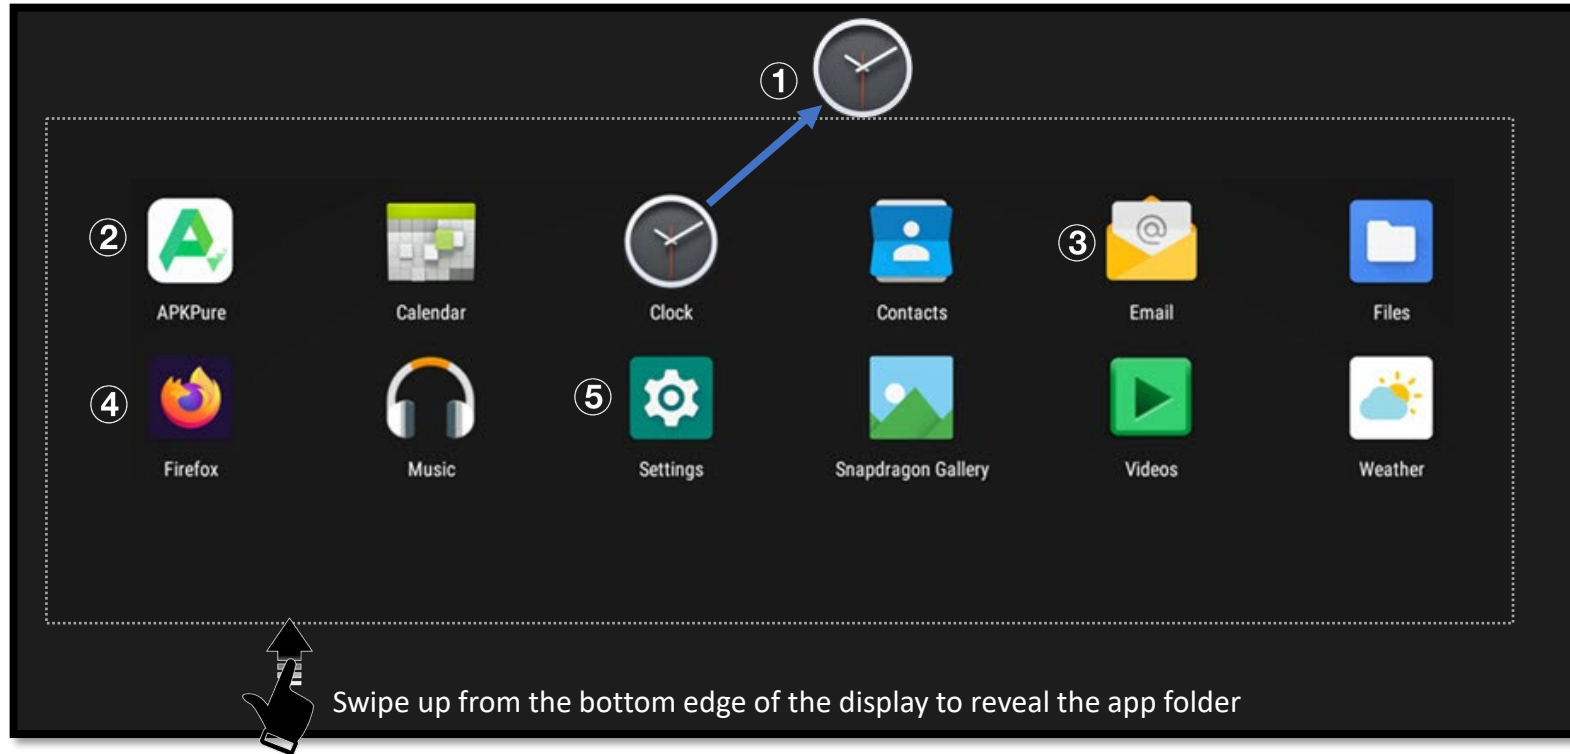 ①
② ③
APKPure Calendar Clock Contacts Email Files
④ ⑤
Firefox Music Settings Snapdragon Gallery Videos Weather
Swipe up from the bottom edge of the display to reveal the app folder